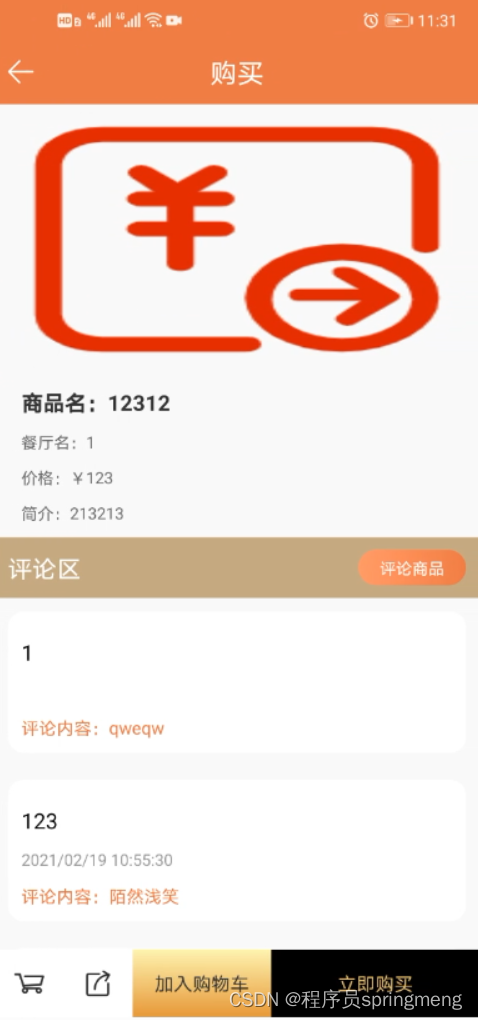 HD B 4G 4G 11:31
购买
¥
商品名：12312
餐厅名：1
价格：￥123
简介：213213
评论区 评论商品
1
评论内容：qweqw
123
2021/02/19 10:55:30
评论内容：陌然浅笑
加入购物车 立即购买
CSDN @程序员springmeng